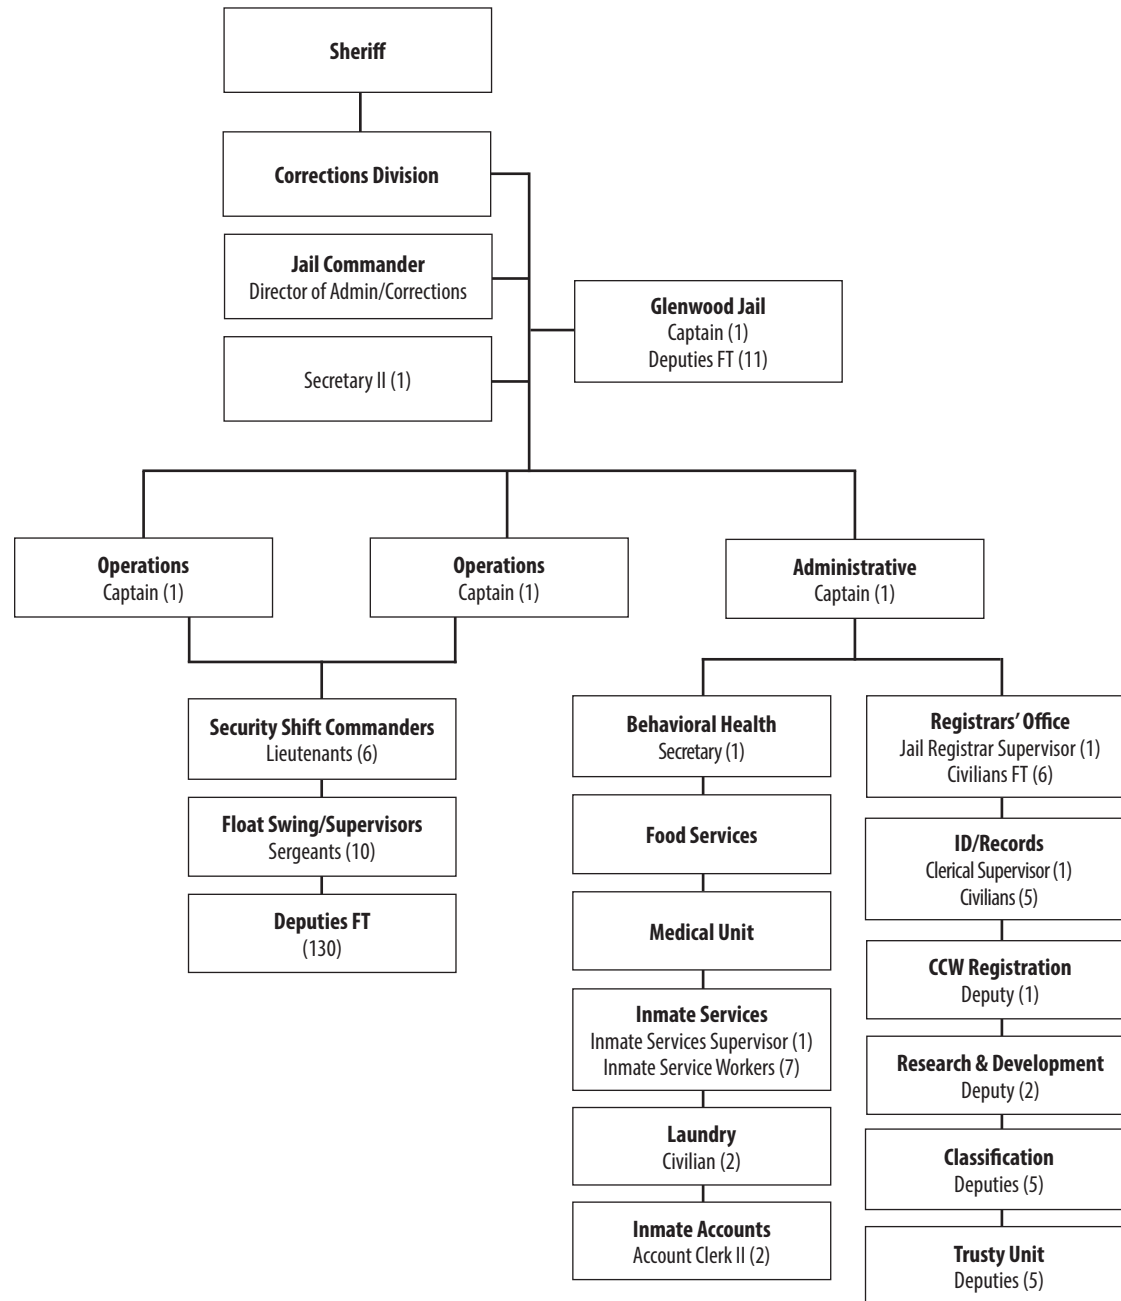 Sheriff
Corrections Division
Jail Commander
Director of Admin/Corrections
Secretary II (1)
Glenwood Jail
Captain (1)
Deputies FT (11)
Operations
Captain (1)
Operations
Captain (1)
Administrative
Captain (1)
Security Shift Commanders
Lieutenants (6)
Float Swing/Supervisors
Sergeants (10)
Deputies FT
(130)
Behavioral Health
Secretary (1)
Food Services
Medical Unit
Inmate Services
Inmate Services Supervisor (1)
Inmate Service Workers (7)
Laundry
Civilian (2)
Inmate Accounts
Account Clerk II (2)
Registrars’ Office
Jail Registrar Supervisor (1)
Civilians FT (6)
ID/Records
Clerical Supervisor (1)
Civilians (5)
CCW Registration
Deputy (1)
Research & Development
Deputy (2)
Classification
Deputies (5)
Trusty Unit
Deputies (5)